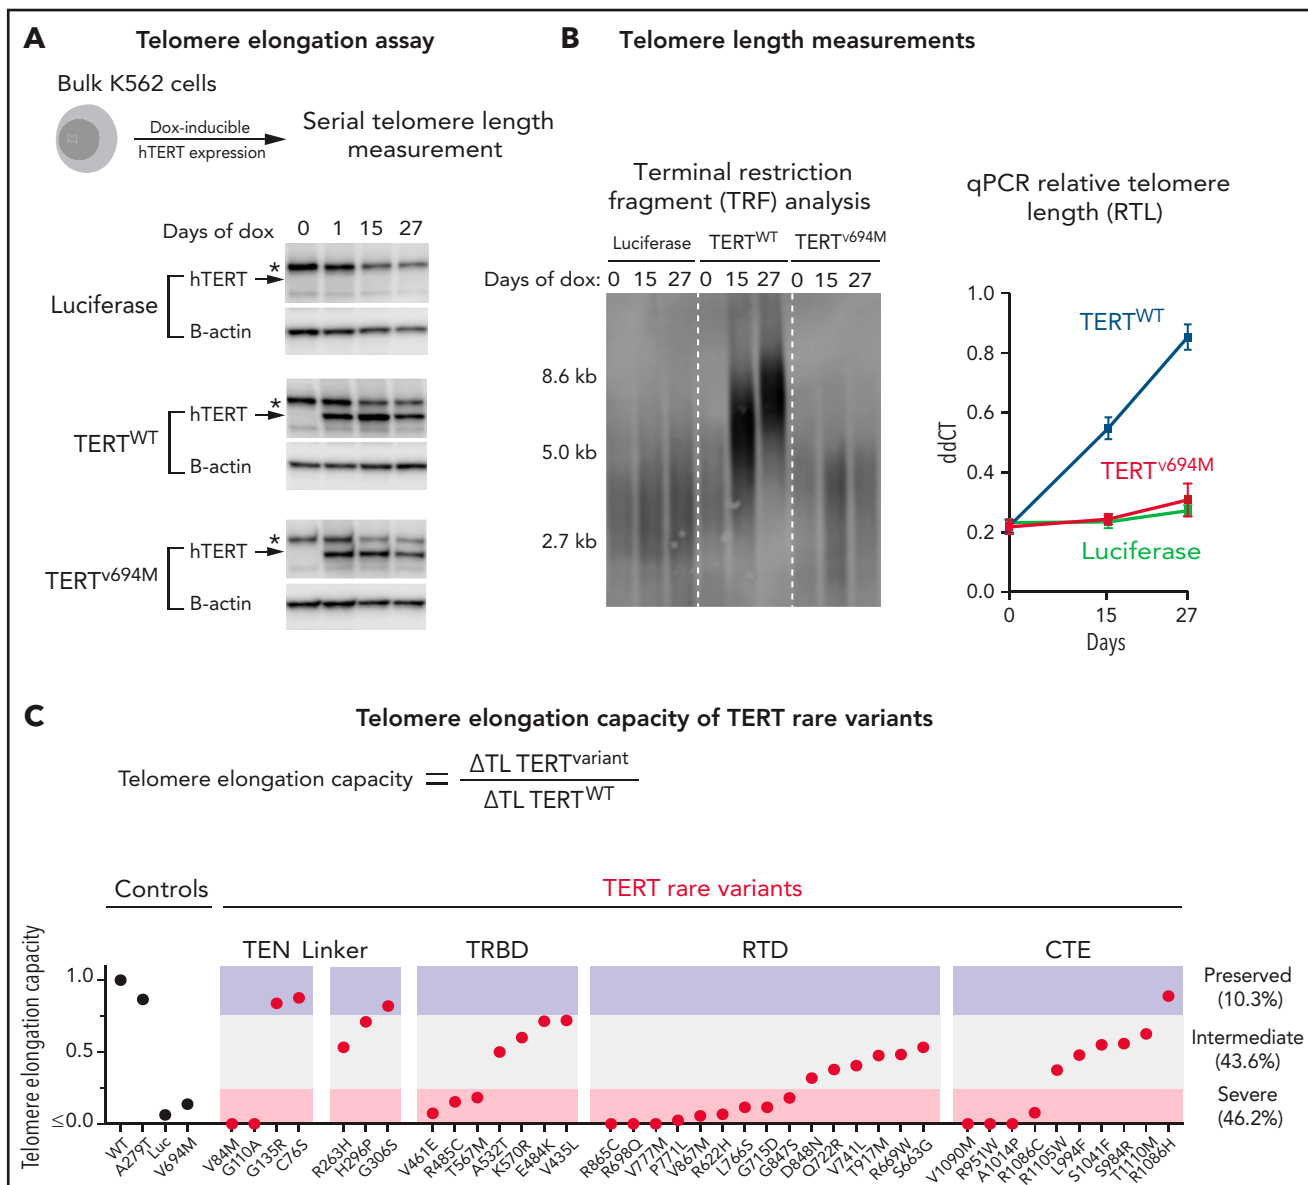 A Telomere elongation assay
Bulk K562 cells
Dox-inducible
hTERT expression
Serial telomere length
measurement
Days of dox 0 1 15 27
Luciferase
* hTERT
B-actin
TERTWT
* hTERT
B-actin
TERTv694M
* hTERT
B-actin
B Telomere length measurements
Terminal restriction
fragment (TRF) analysis
Luciferase TERTWT TERTv694M
Days of dox: 0 15 27 0 15 27 0 15 27
8.6 kb
5.0 kb
2.7 kb
qPCR relative telomere
length (RTL)
ddCT
1.0
0.8
0.6
0.4
0.2
0.0
TERTWT
TERTv694M
Luciferase
0 15 27
Days
C Telomere elongation capacity of TERT rare variants
Telomere elongation capacity = ΔTL TERTvariant
ΔTL TERTWT
Controls TERT rare variants
TEN Linker TRBD RTD CTE
Telomere elongation capacity
1.0
0.5
≤0.0
Preserved
(10.3%)
Intermediate
(43.6%)
Severe
(46.2%)
WT A279T Luc V694M V84M G110A G135R C76S R263H H296P G306S V461E R485C T567M A532T K570R E484K V435L R865C R698Q V777M P771L V867M R622H L766S G715D G847S D848N Q722R V741L T917M R669W S663G V1090M R951W A1014P R1086C R1105W L994F S1041F S984R T1110M R1086H